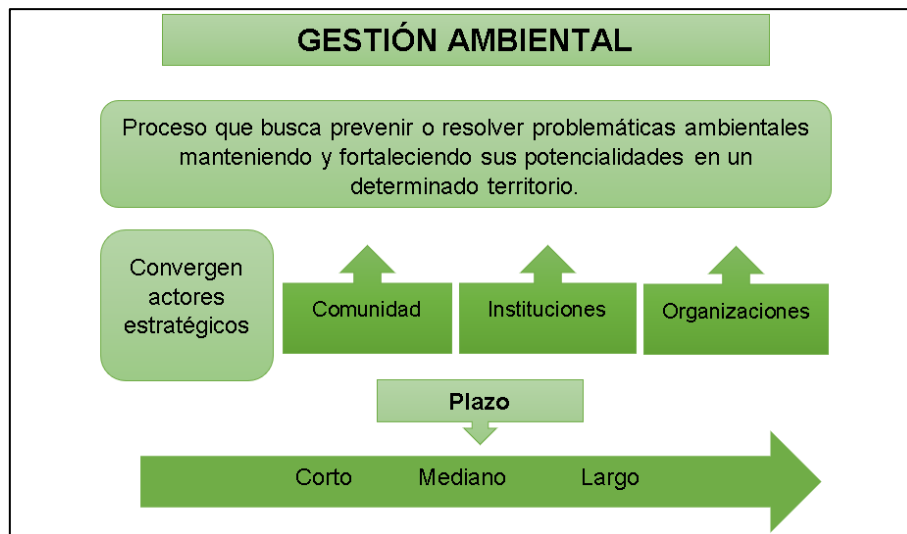 GESTIÓN AMBIENTAL
Proceso que busca prevenir o resolver problemáticas ambientales
manteniendo y fortaleciendo sus potencialidades en un
determinado territorio.
Convergen
actores
estratégicos
Comunidad
Instituciones
Organizaciones
Plazo
Corto Mediano Largo